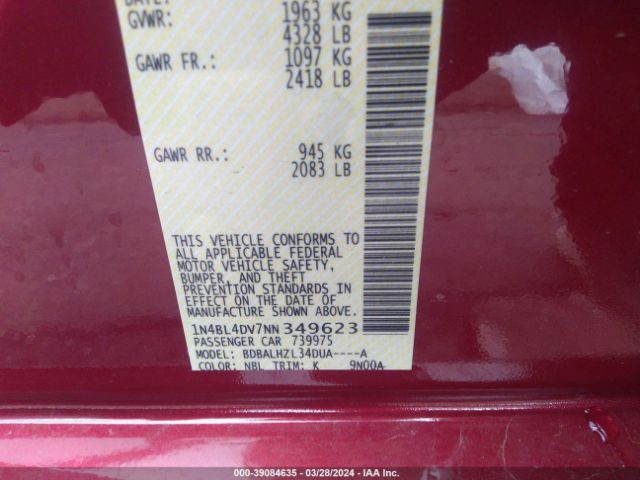 DATE:
GVWR: 1963 KG
4328 LB
GAWR FR.: 1097 KG
2418 LB
GAWR RR.: 945 KG
2083 LB
THIS VEHICLE CONFORMS TO
ALL APPLICABLE FEDERAL
MOTOR VEHICLE SAFETY,
BUMPER, AND THEFT
PREVENTION STANDARDS IN
EFFECT ON THE DATE OF
MANUFACTURE SHOWN ABOVE.
1N4BL4DV7NN349623
PASSENGER CAR 739975
MODEL: BDBALHZL34DUA----A
COLOR: NBL TRIM: K 9N00A
000-39084635 - 03/28/2024 - IAA Inc.